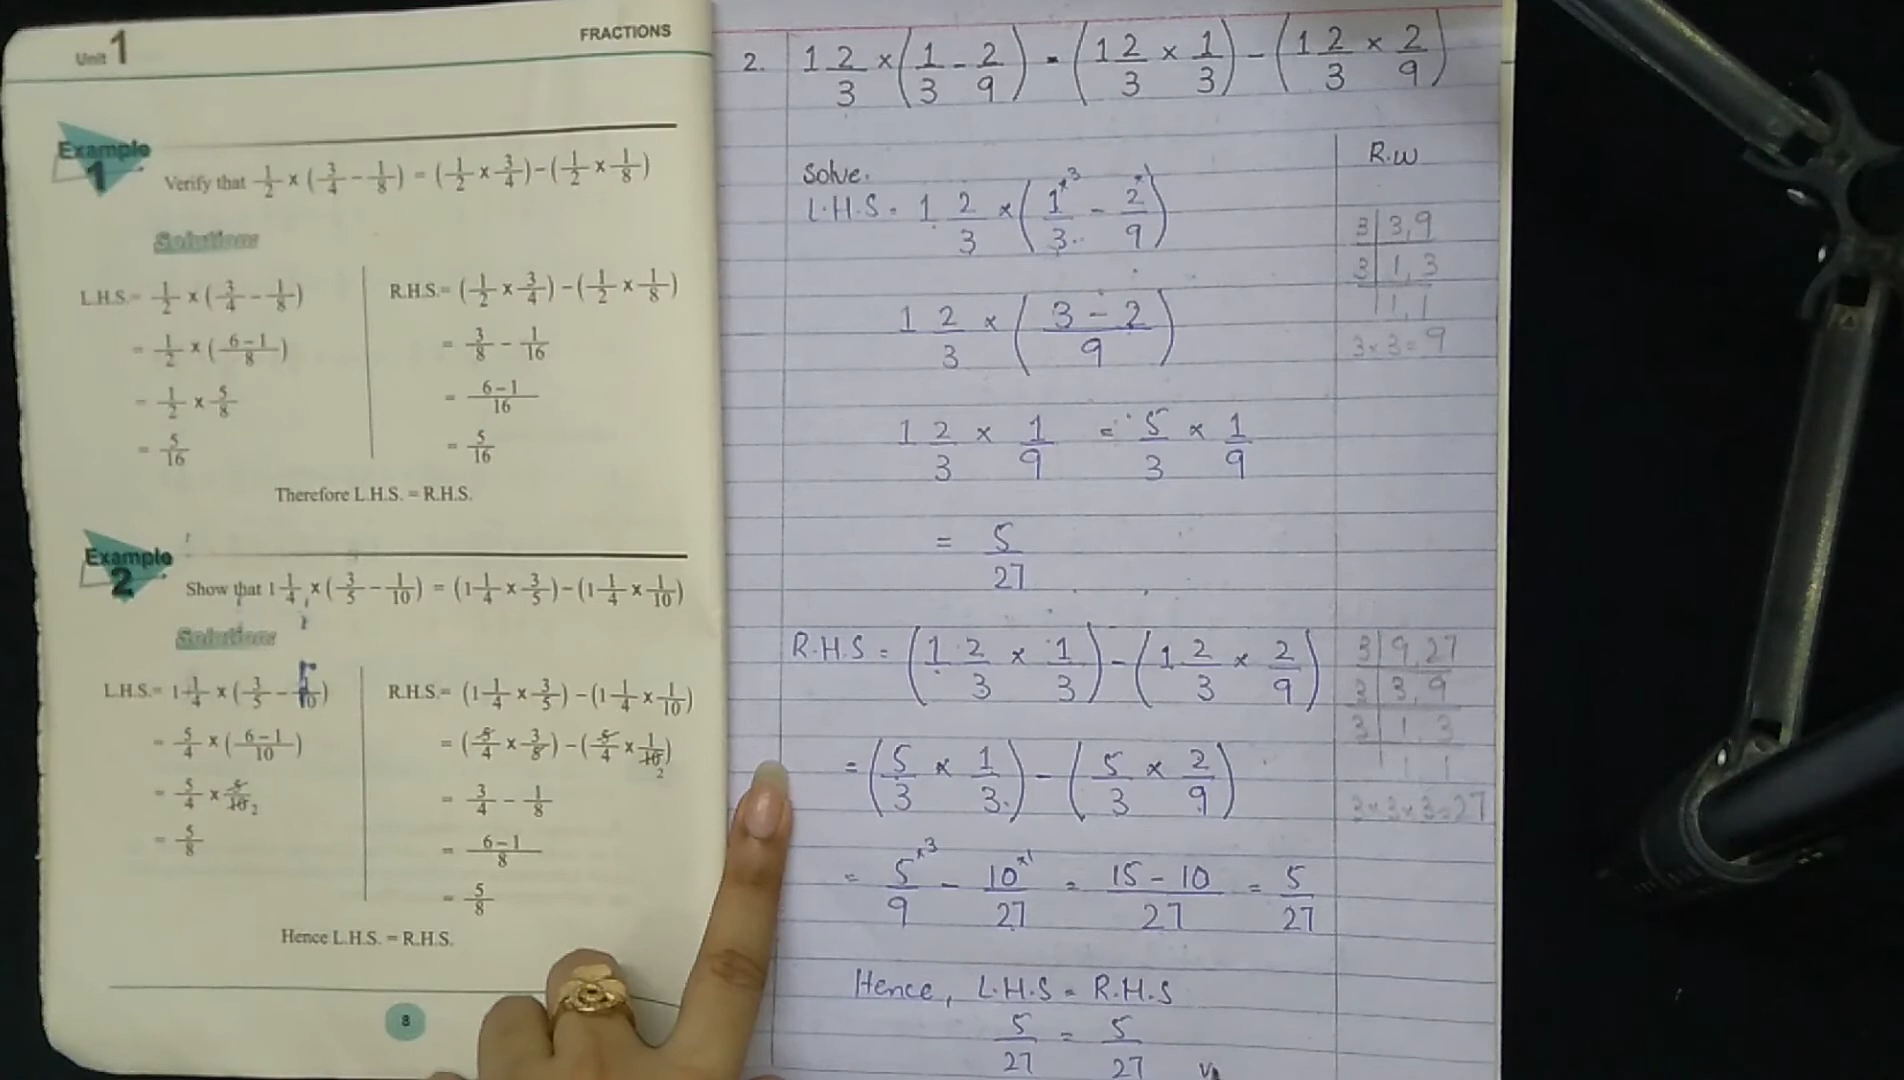 Unit 1
FRACTIONS
Example 1
Verify that 1/2 × (3/4 − 1/8) = (1/2 × 3/4) − (1/2 × 1/8)
Solution:
L.H.S.= 1/2 × (3/4 − 1/8)
= 1/2 × (6−1/8)
= 1/2 × 5/8
= 5/16
R.H.S.= (1/2 × 3/4) − (1/2 × 1/8)
= 3/8 − 1/16
= 6−1/16
= 5/16
Therefore L.H.S. = R.H.S.
Example 2
Show that 1 1/4 × (3/5 − 1/10) = (1 1/4 × 3/5) − (1 1/4 × 1/10)
Solution:
L.H.S.= 1 1/4 × (3/5 − /10)
= 5/4 × (6−1/10)
= 5/4 × 5/10 2
= 5/8
R.H.S.= (1 1/4 × 3/5) − (1 1/4 × 1/10)
= (5/4 × 3/5) − (5/4 × 1/10 2)
= 3/4 − 1/8
= 6−1/8
= 5/8
Hence L.H.S. = R.H.S.
8
2. 1 2/3 × (1/3 - 2/9) = (1 2/3 × 1/3) - (1 2/3 × 2/9)
Solve.
L.H.S = 1 2/3 × (1 ×3/3 - 2 ×1/9)
1 2/3 × (3 - 2/9)
1 2/3 × 1/9 = 5/3 × 1/9
= 5/27
R.H.S = (1 2/3 × 1/3) - (1 2/3 × 2/9)
= (5/3 × 1/3) - (5/3 × 2/9)
= 5 ×3/9 - 10 ×1/27 = 15 - 10/27 = 5/27
Hence, L.H.S = R.H.S
5/27 = 5/27
R.W
3 | 3, 9
3 | 1, 3
| 1, 1
3 × 3 = 9
3 | 9, 27
3 | 3, 9
3 | 1, 3
| 1, 1
3 × 3 × 3 = 27